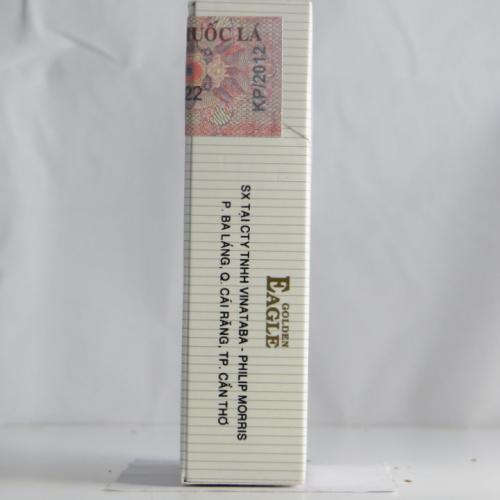 UỐC LÁ
22
KP/2012
GOLDEN
EAGLE
SX TẠI CTY TNHH VINATABA - PHILIP MORRIS
P. BA LÁNG, Q. CÁI RĂNG, TP. CẦN THƠ